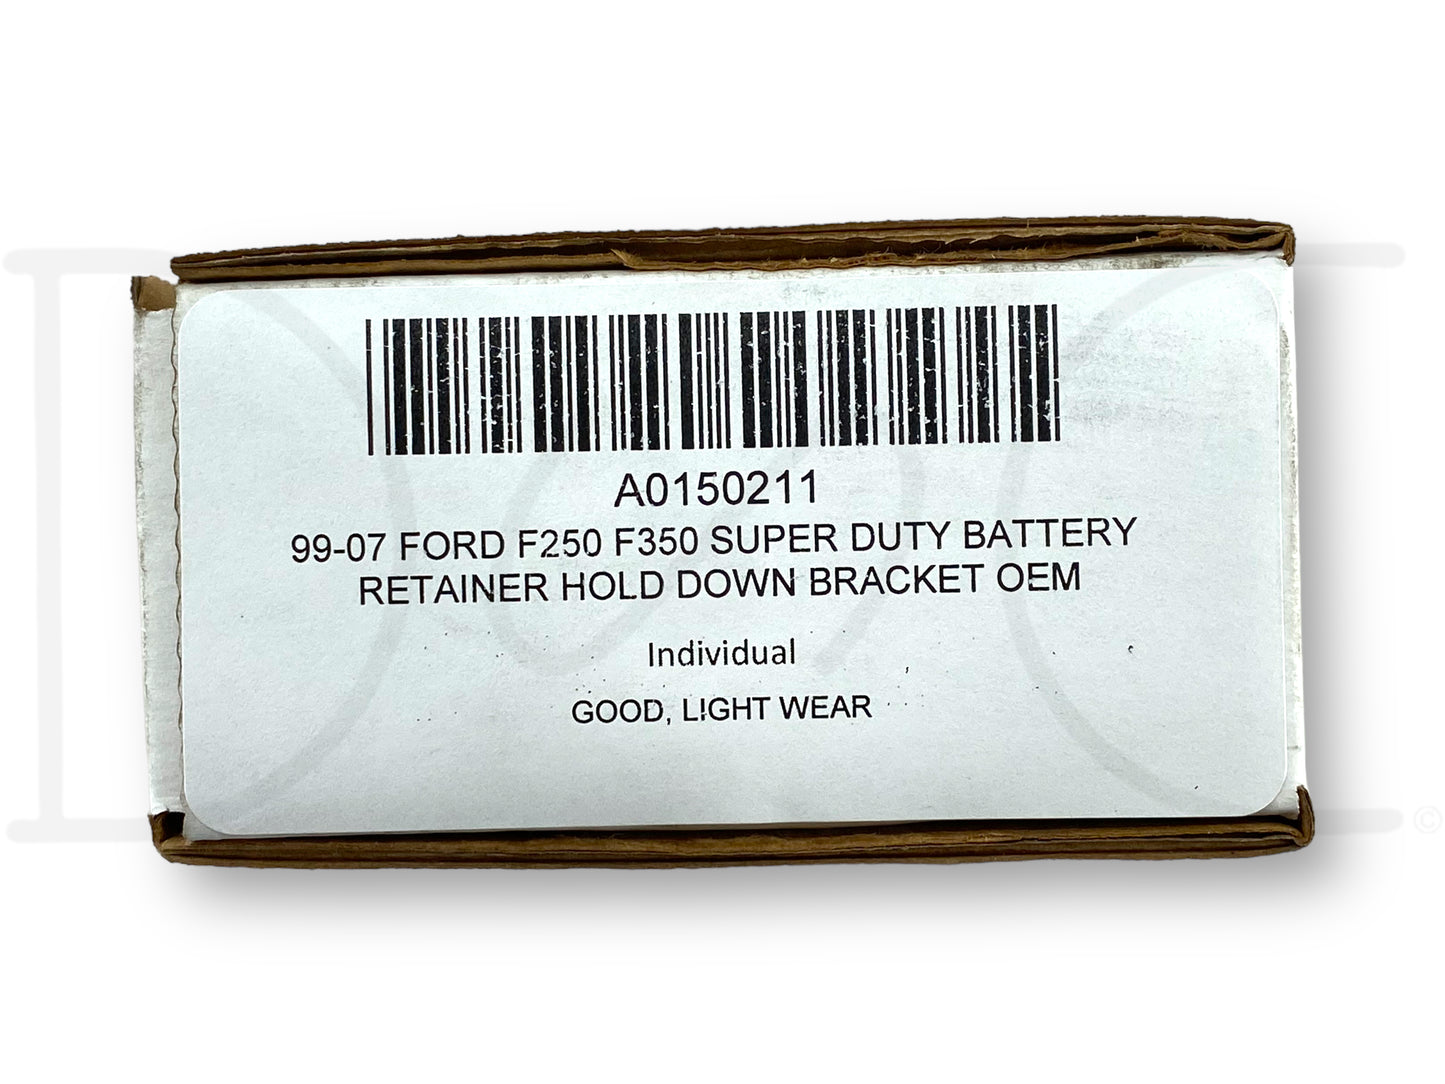 A0150211
99-07 FORD F250 F350 SUPER DUTY BATTERY
RETAINER HOLD DOWN BRACKET OEM
Individual
GOOD, LIGHT WEAR
©